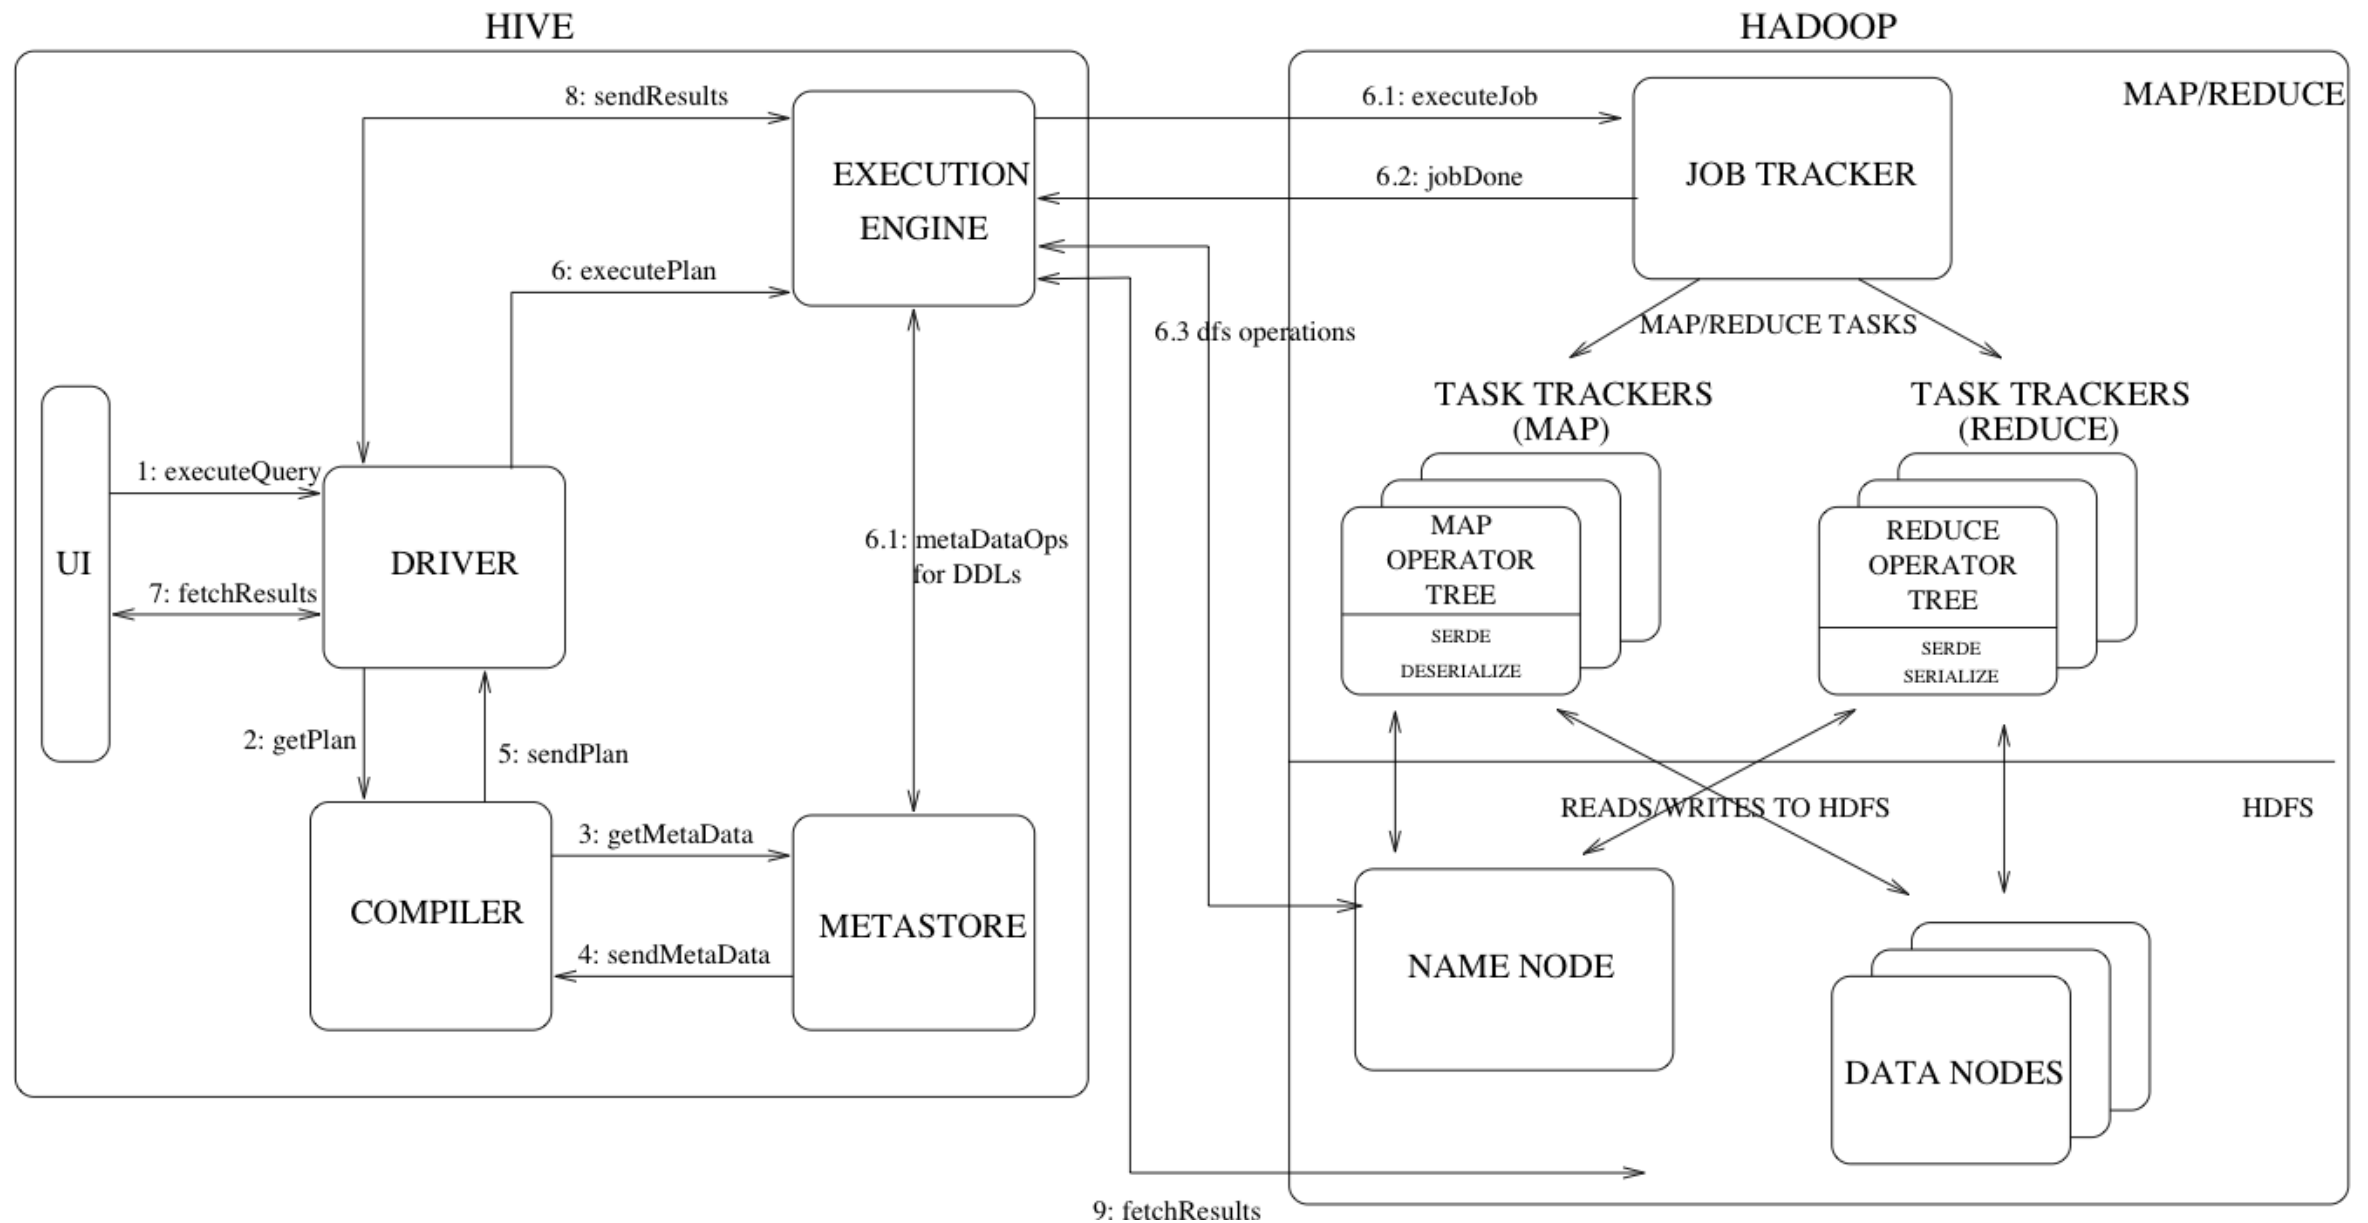 HIVE
HADOOP
MAP/REDUCE
8: sendResults
6.1: executeJob
EXECUTION
ENGINE
JOB TRACKER
6.2: jobDone
6: executePlan
6.3 dfs operations
MAP/REDUCE TASKS
TASK TRACKERS
(MAP)
TASK TRACKERS
(REDUCE)
1: executeQuery
UI
DRIVER
7: fetchResults
6.1: metaDataOps
for DDLs
MAP
OPERATOR
TREE
SERDE
DESERIALIZE
REDUCE
OPERATOR
TREE
SERDE
SERIALIZE
2: getPlan
5: sendPlan
READS/WRITES TO HDFS
HDFS
3: getMetaData
COMPILER
METASTORE
4: sendMetaData
NAME NODE
DATA NODES
9: fetchResults